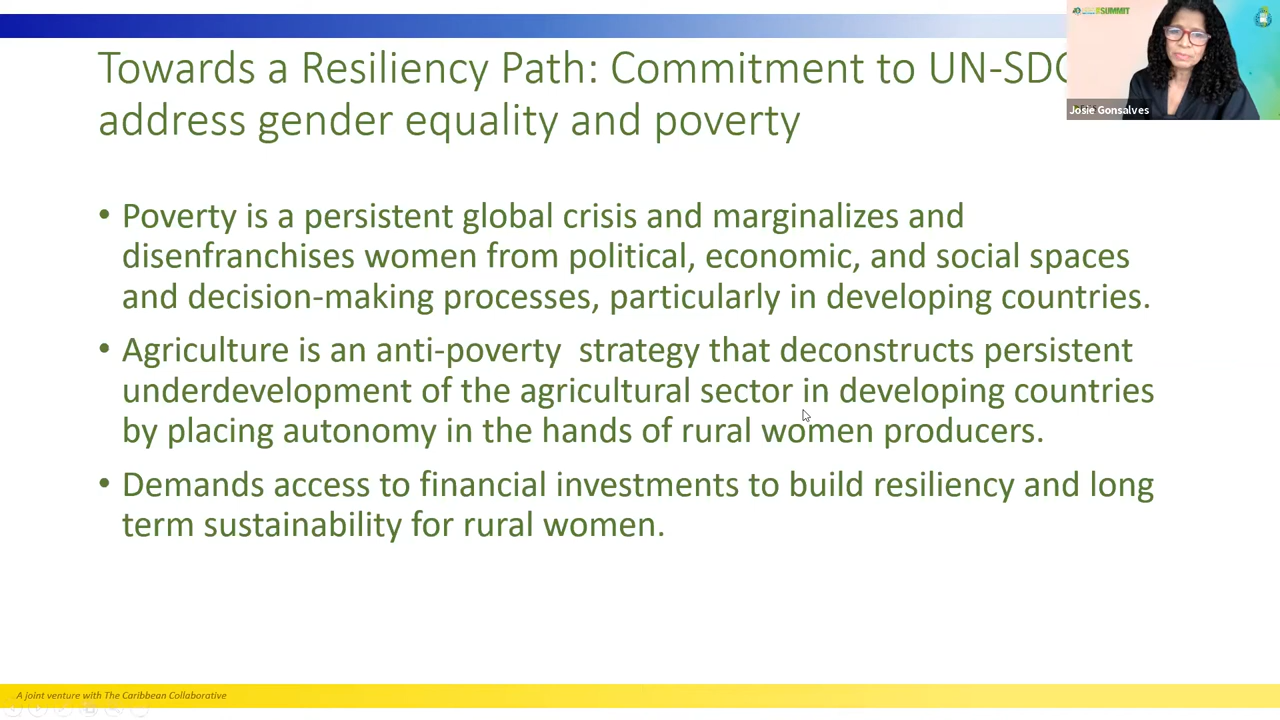 Towards a Resiliency Path: Commitment to UN-SDG
address gender equality and poverty
SUMMIT
Josie Gonsalves
• Poverty is a persistent global crisis and marginalizes and
disenfranchises women from political, economic, and social spaces
and decision-making processes, particularly in developing countries.
• Agriculture is an anti-poverty strategy that deconstructs persistent
underdevelopment of the agricultural sector in developing countries
by placing autonomy in the hands of rural women producers.
• Demands access to financial investments to build resiliency and long
term sustainability for rural women.
A joint venture with The Caribbean Collaborative